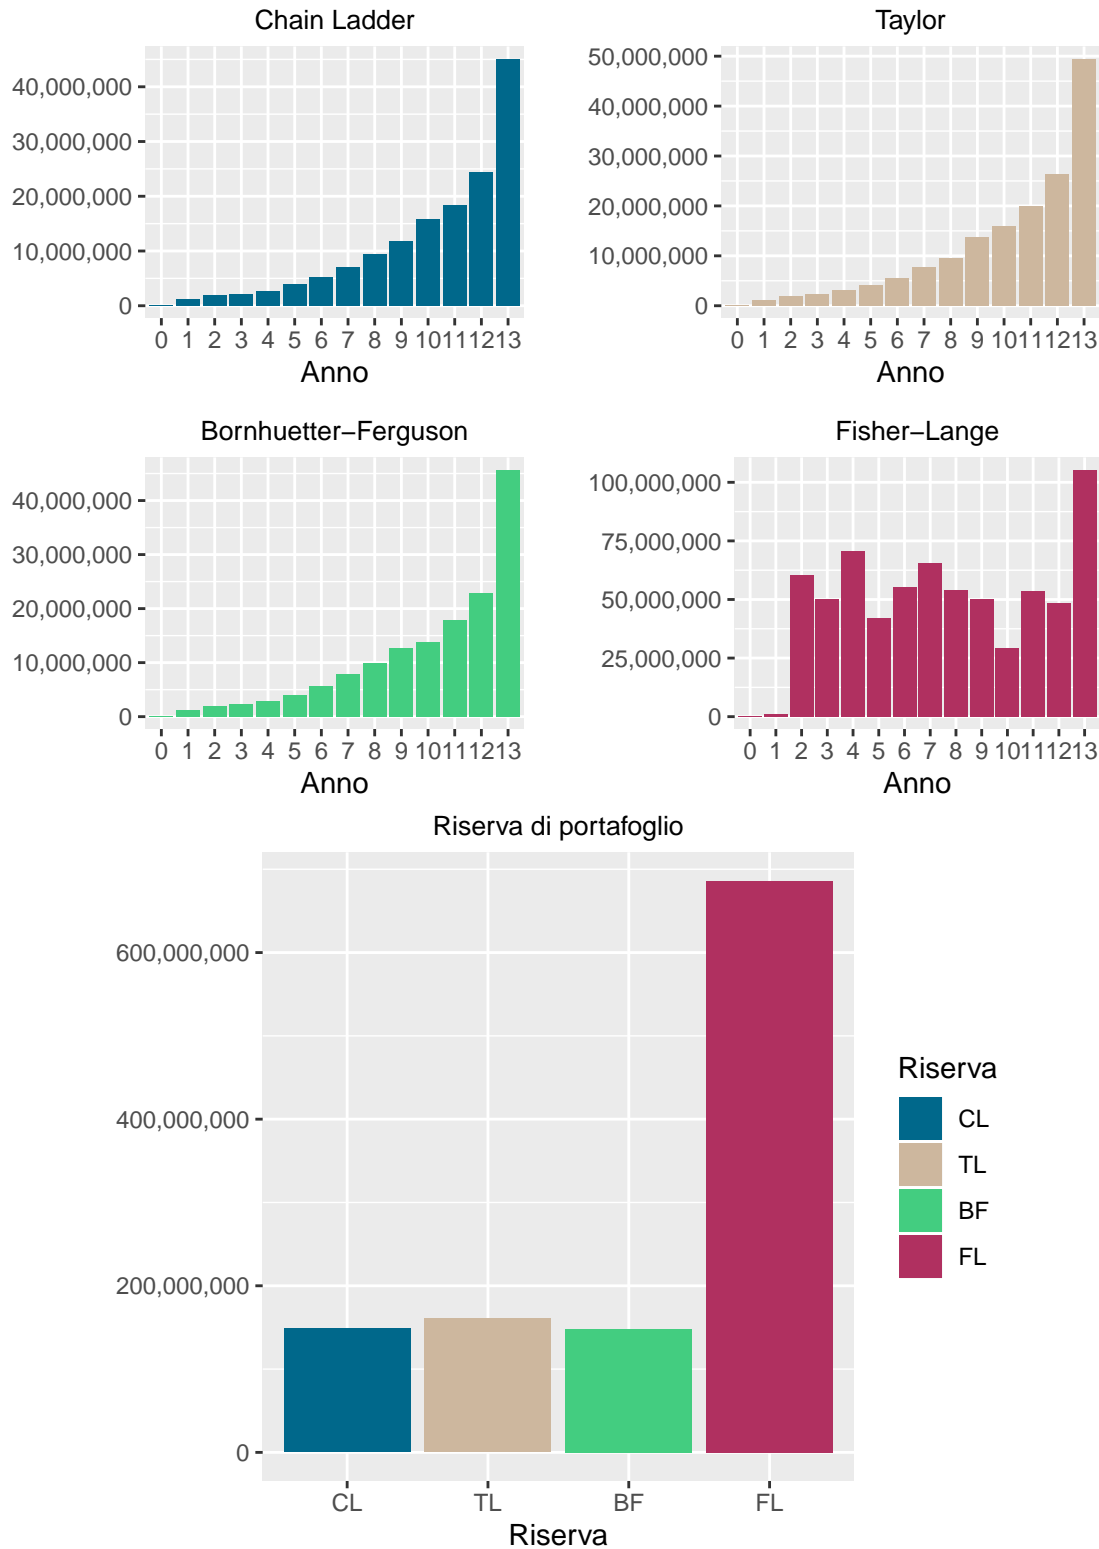 Chain Ladder
40,000,000
30,000,000
20,000,000
10,000,000
0
0 1 2 3 4 5 6 7 8 9 10 11 12 13
Anno
Taylor
50,000,000
40,000,000
30,000,000
20,000,000
10,000,000
0
0 1 2 3 4 5 6 7 8 9 10 11 12 13
Anno
Bornhuetter−Ferguson
40,000,000
30,000,000
20,000,000
10,000,000
0
0 1 2 3 4 5 6 7 8 9 10 11 12 13
Anno
Fisher−Lange
100,000,000
75,000,000
50,000,000
25,000,000
0
0 1 2 3 4 5 6 7 8 9 10 11 12 13
Anno
Riserva di portafoglio
600,000,000
400,000,000
200,000,000
0
CL TL BF FL
Riserva
Riserva
CL
TL
BF
FL